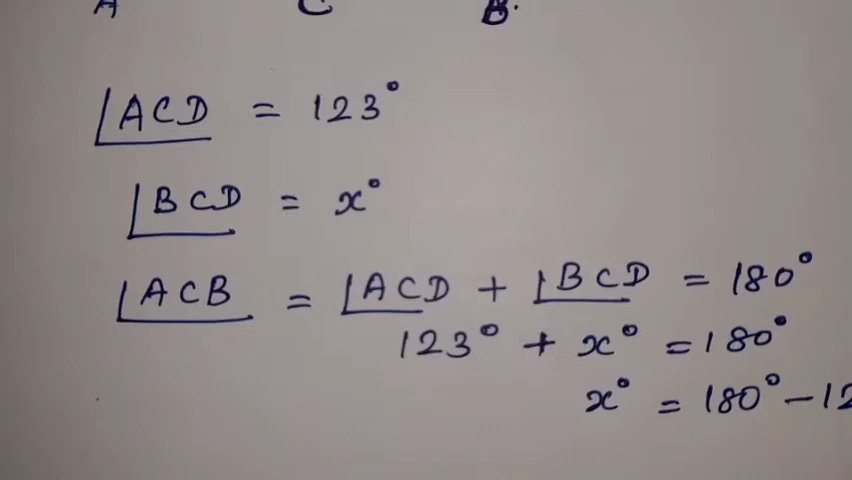 A C B.
∠ACD = 123°
∠BCD = x°
∠ACB = ∠ACD + ∠BCD = 180°
123° + x° = 180°
x° = 180° - 12